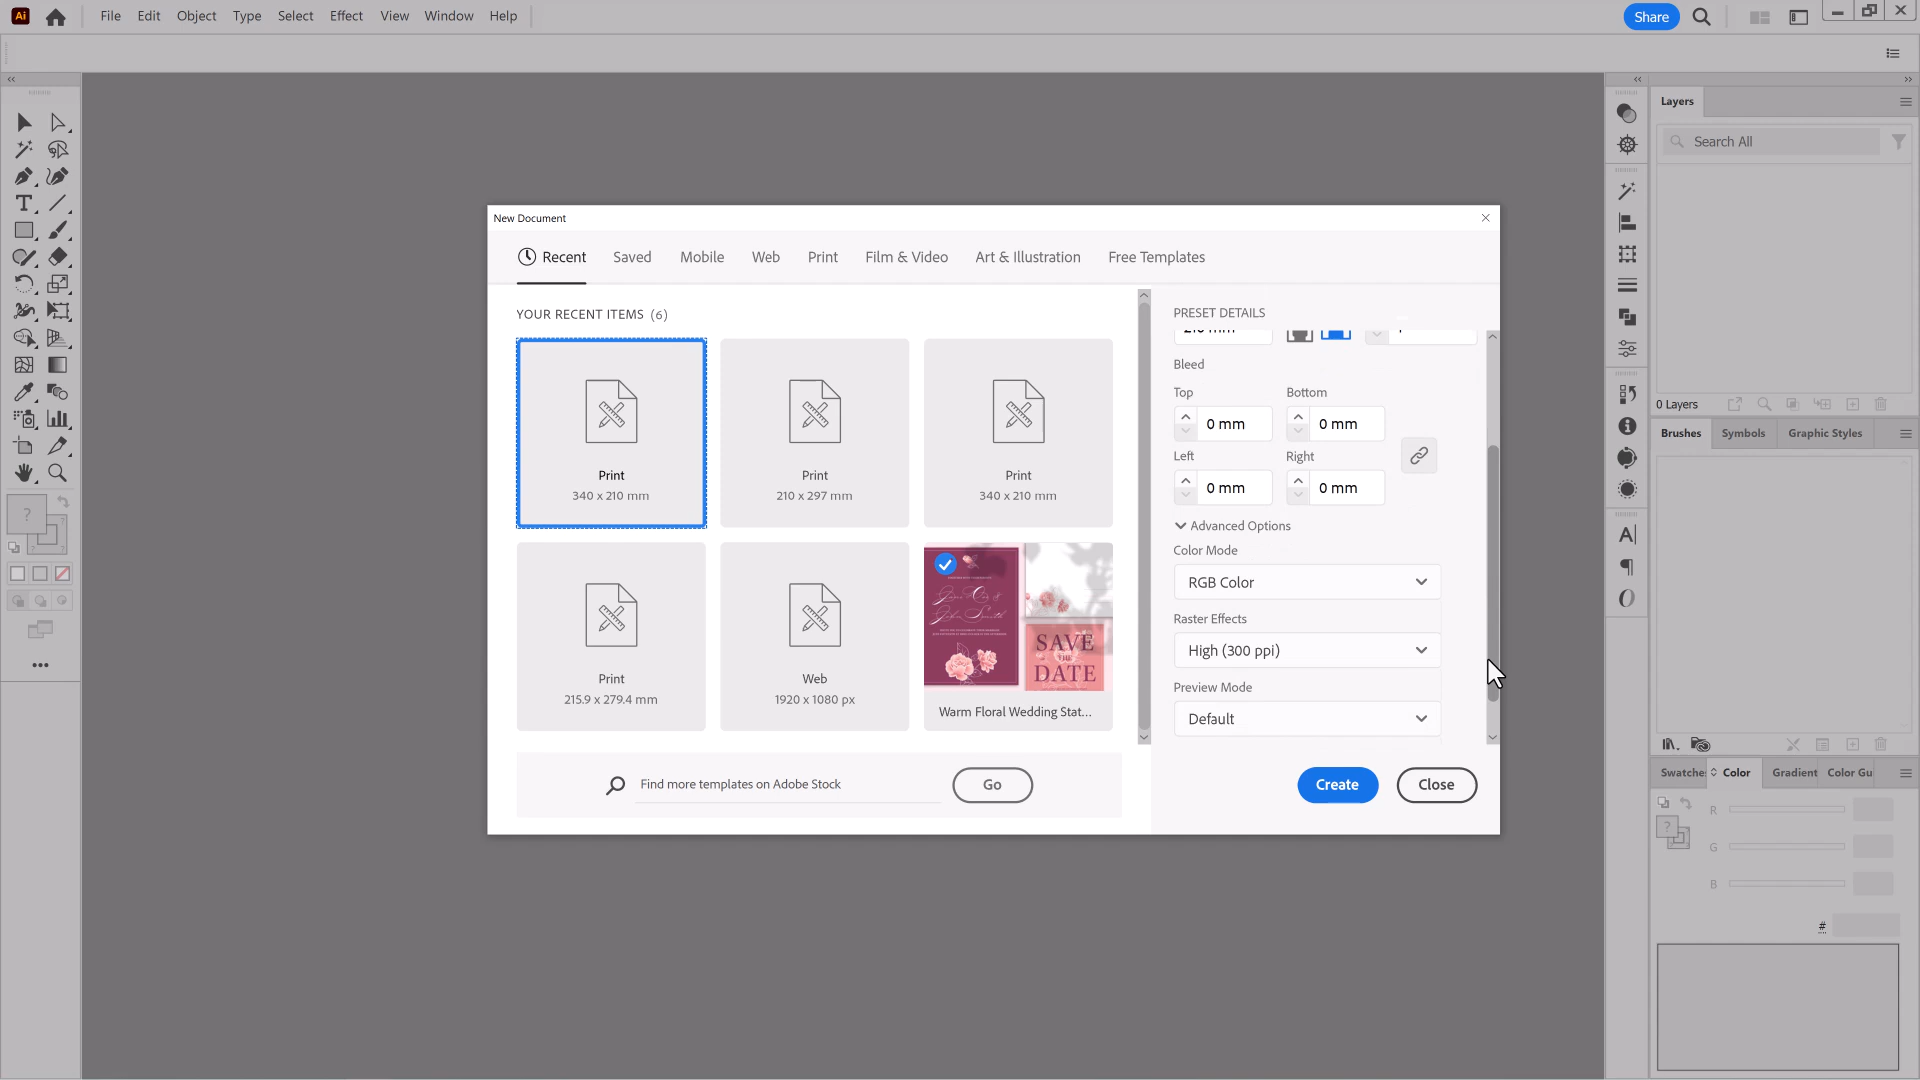 Ai
File Edit Object Type Select Effect View Window Help
Share
Layers
Search All
New Document
Recent Saved Mobile Web Print Film & Video Art & Illustration Free Templates
YOUR RECENT ITEMS (6)
PRESET DETAILS
Bleed
Top Bottom
0 mm 0 mm
Left Right
0 mm 0 mm
Advanced Options
Color Mode
RGB Color
Raster Effects
High (300 ppi)
Preview Mode
Default
Print
340 x 210 mm
Print
210 x 297 mm
Print
340 x 210 mm
Print
215.9 x 279.4 mm
Web
1920 x 1080 px
SAVE
THE
DATE
Warm Floral Wedding Stat...
Find more templates on Adobe Stock
Go
Create
Close
0 Layers
Brushes Symbols Graphic Styles
Swatches Color Gradient Color Gu
R
G
B
#